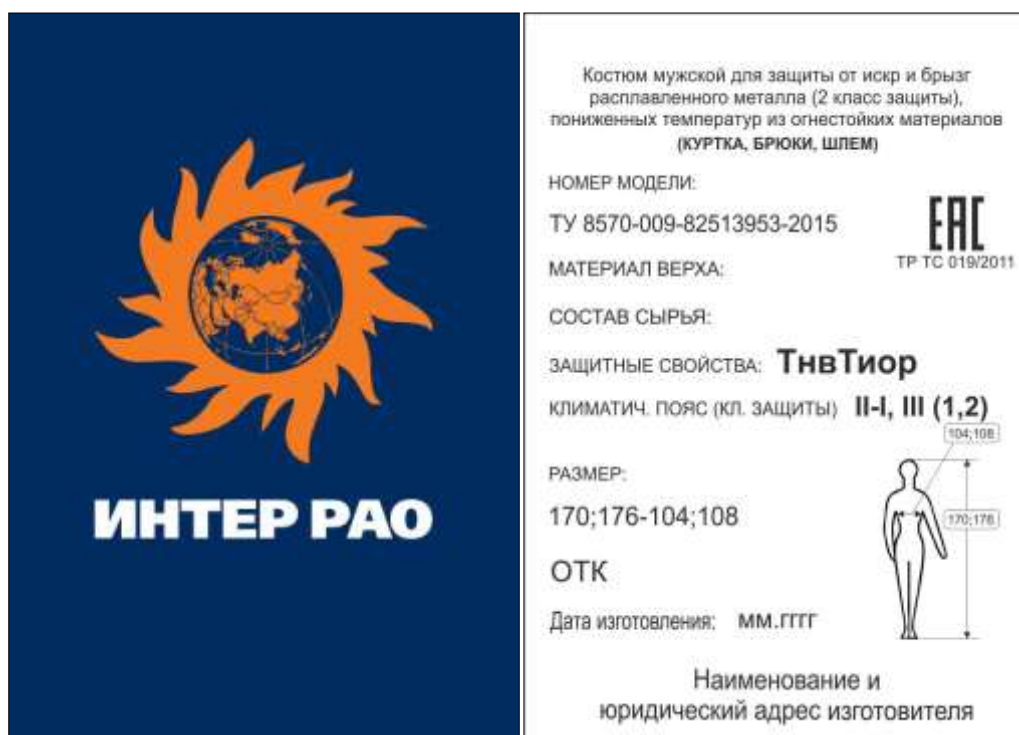 ИНТЕР РАО
Костюм мужской для защиты от искр и брызг
расплавленного металла (2 класс защиты),
пониженных температур из огнестойких материалов
(КУРТКА, БРЮКИ, ШЛЕМ)
НОМЕР МОДЕЛИ:
ТУ 8570-009-82513953-2015
ЕАС
ТР ТС 019/2011
МАТЕРИАЛ ВЕРХА:
СОСТАВ СЫРЬЯ:
ЗАЩИТНЫЕ СВОЙСТВА: ТнвТиор
КЛИМАТИЧ. ПОЯС (КЛ. ЗАЩИТЫ) II-I, III (1,2)
104;108
РАЗМЕР:
170;176-104;108
170;176
ОТК
Дата изготовления: мм.гггг
Наименование и
юридический адрес изготовителя